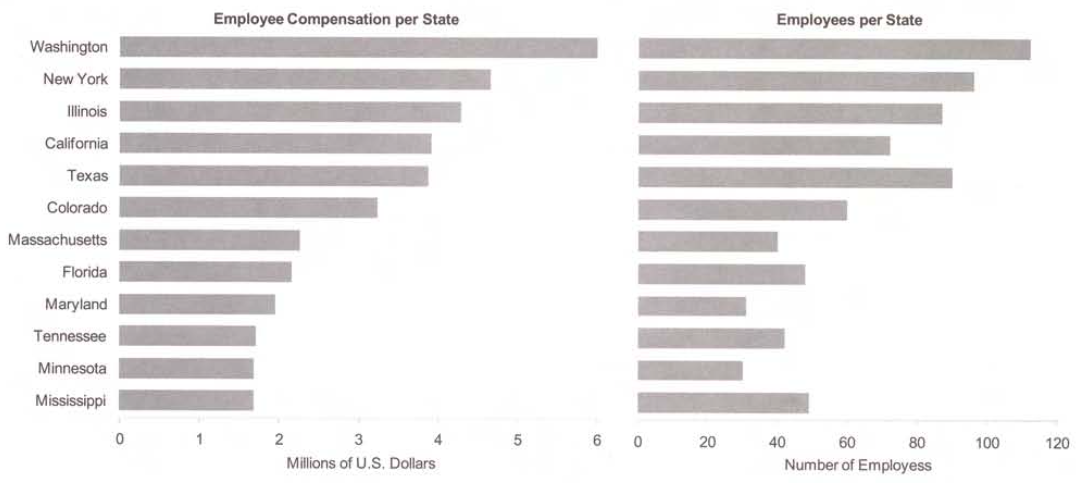 Employee Compensation per State
Employees per State
Washington
New York
Illinois
California
Texas
Colorado
Massachusetts
Florida
Maryland
Tennessee
Minnesota
Mississippi
0 1 2 3 4 5 6
0 20 40 60 80 100 120
Millions of U.S. Dollars
Number of Employess